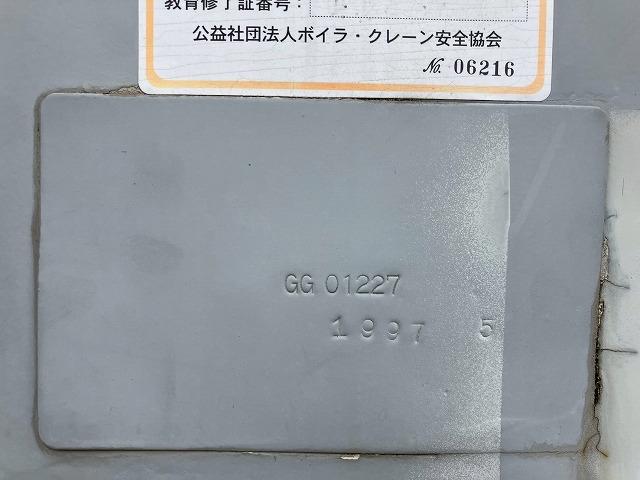 教育修了証番号：
公益社団法人ボイラ・クレーン安全協会
No. 06216
GG 01227
1997 5